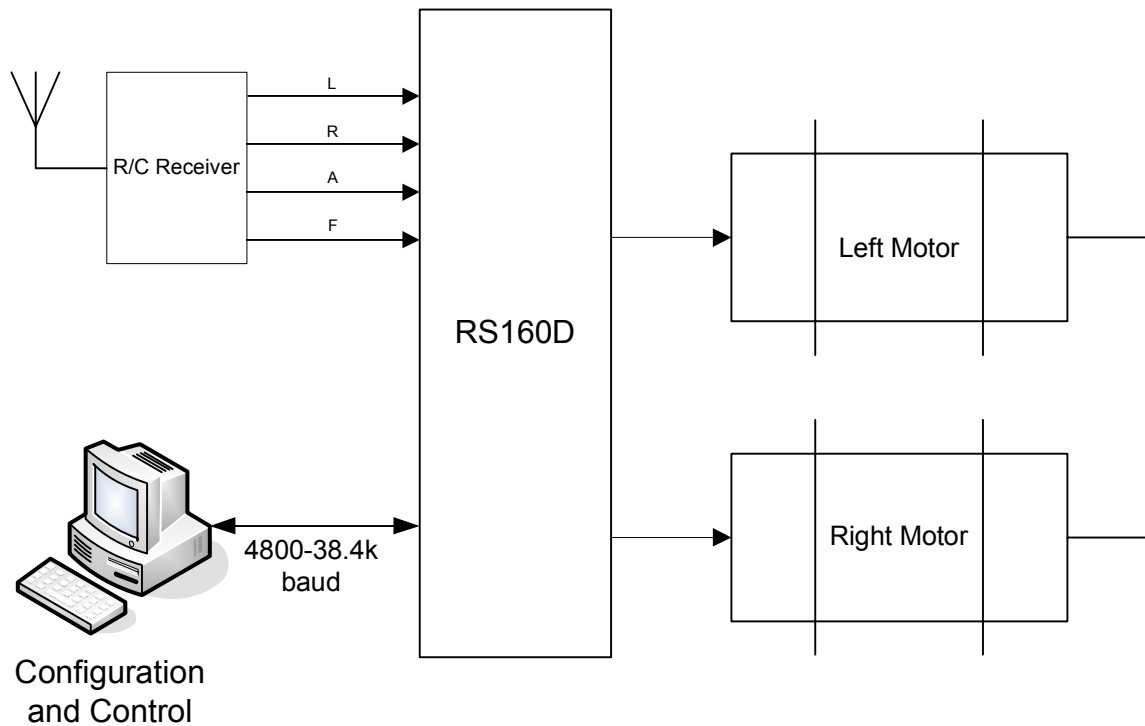 L
R
A
F
R/C Receiver
RS160D
Left Motor
Right Motor
4800-38.4k
baud
Configuration
and Control